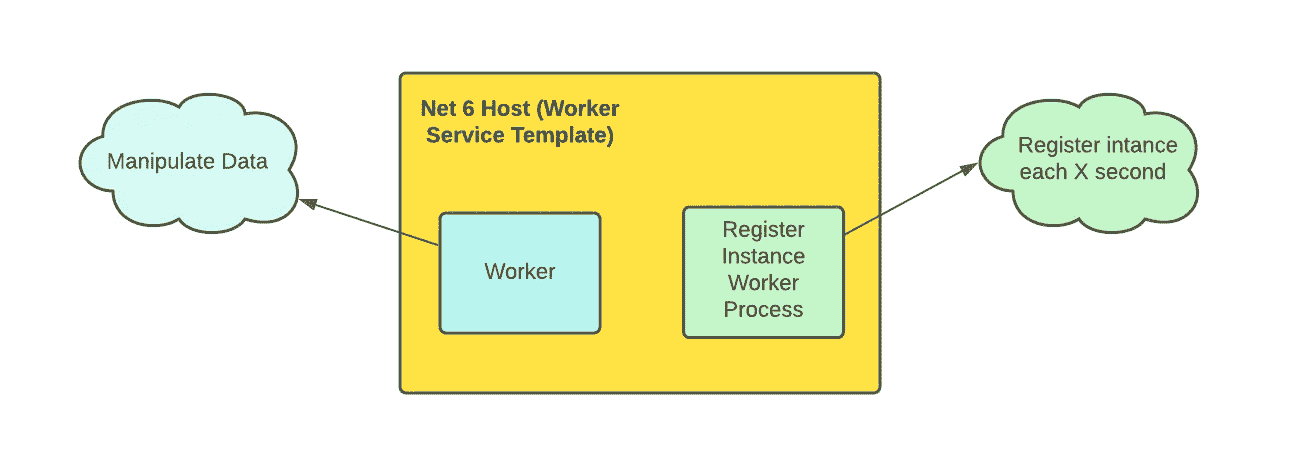 Net 6 Host (Worker
Service Template)
Manipulate Data
Register intance
each X second
Worker
Register
Instance
Worker
Process